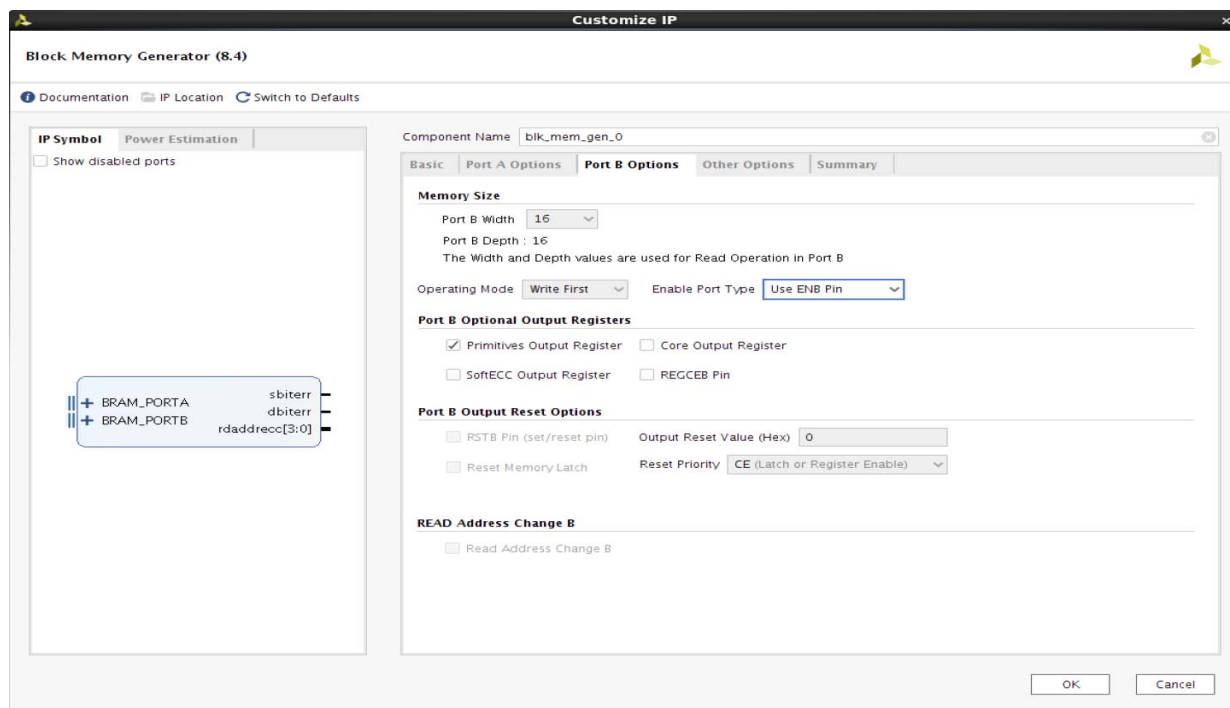 Customize IP
Block Memory Generator (8.4)
Documentation IP Location Switch to Defaults
IP Symbol Power Estimation
Show disabled ports
sbiterr
BRAM_PORTA
dbiterr
BRAM_PORTB
rdaddrecc[3:0]
Component Name blk_mem_gen_0
Basic Port A Options Port B Options Other Options Summary
Memory Size
Port B Width 16
Port B Depth : 16
The Width and Depth values are used for Read Operation in Port B
Operating Mode Write First Enable Port Type Use ENB Pin
Port B Optional Output Registers
Primitives Output Register Core Output Register
SoftECC Output Register REGCEB Pin
Port B Output Reset Options
RSTB Pin (set/reset pin) Output Reset Value (Hex) 0
Reset Memory Latch Reset Priority CE (Latch or Register Enable)
READ Address Change B
Read Address Change B
OK Cancel